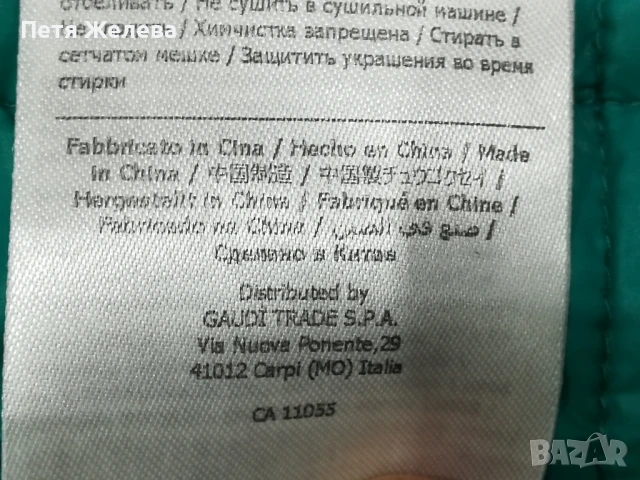 отбеливать / Не сушить в сушильной машине /
Петя Желева / Химчистка запрещена / Стирать в
сетчатом мешке / Защитить украшения во время
стирки
Fabbricato in Cina / Hecho en China / Made
in China / 中国制造 / 中国製チュウゴクセイ /
Hergestellt in China / Fabriqué en Chine /
Fabricado na China / صنع في الصين /
Сделано в Китае
Distributed by
GAUDÌ TRADE S.P.A.
Via Nuova Ponente,29
41012 Carpi (MO) Italia
CA 11055
BAZAR